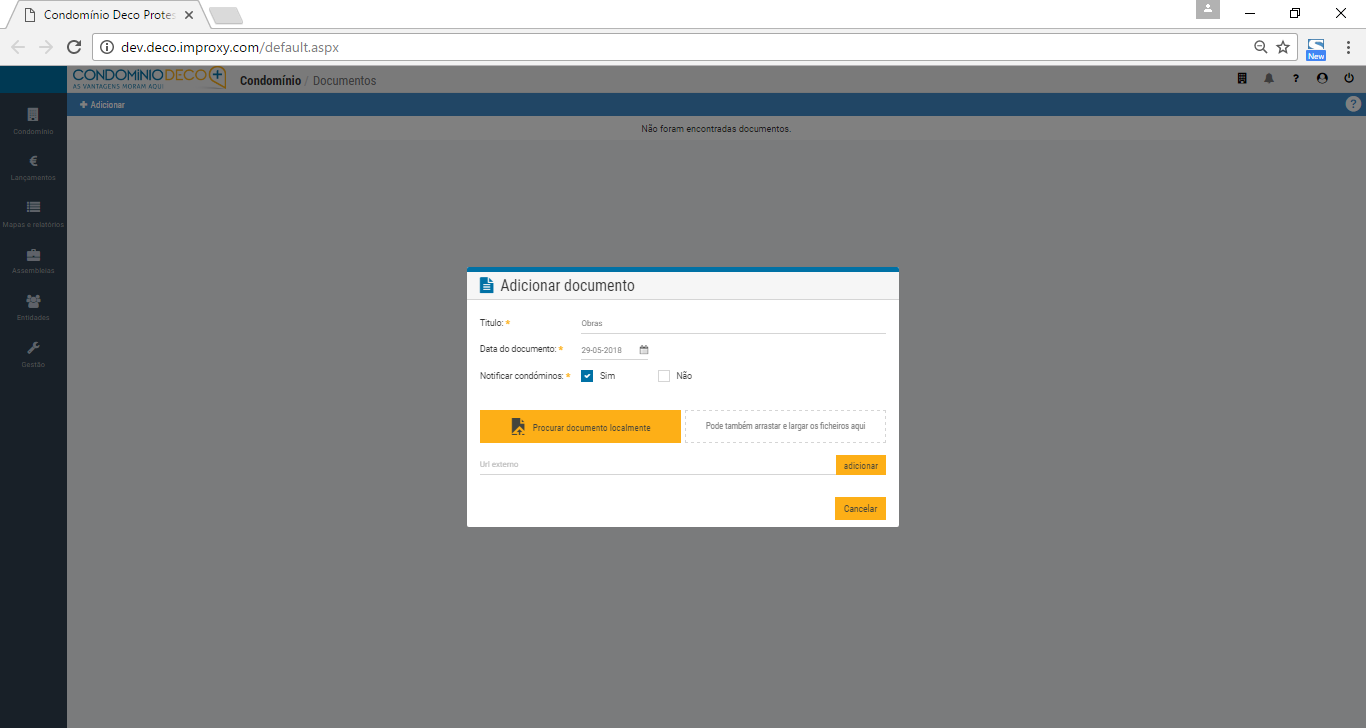 Condomínio Deco Protes
dev.deco.improxy.com/default.aspx
New
CONDOMÍNIO DECO+
AS VANTAGENS MORAM AQUI
Condomínio / Documentos
Adicionar
Não foram encontradas documentos.
Condomínio
Lançamentos
Mapas e relatórios
Assembleias
Entidades
Gestão
Adicionar documento
Titulo: *
Obras
Data do documento: *
29-05-2018
Notificar condóminos: *
Sim
Não
Procurar documento localmente
Pode também arrastar e largar os ficheiros aqui
Url externo
adicionar
Cancelar